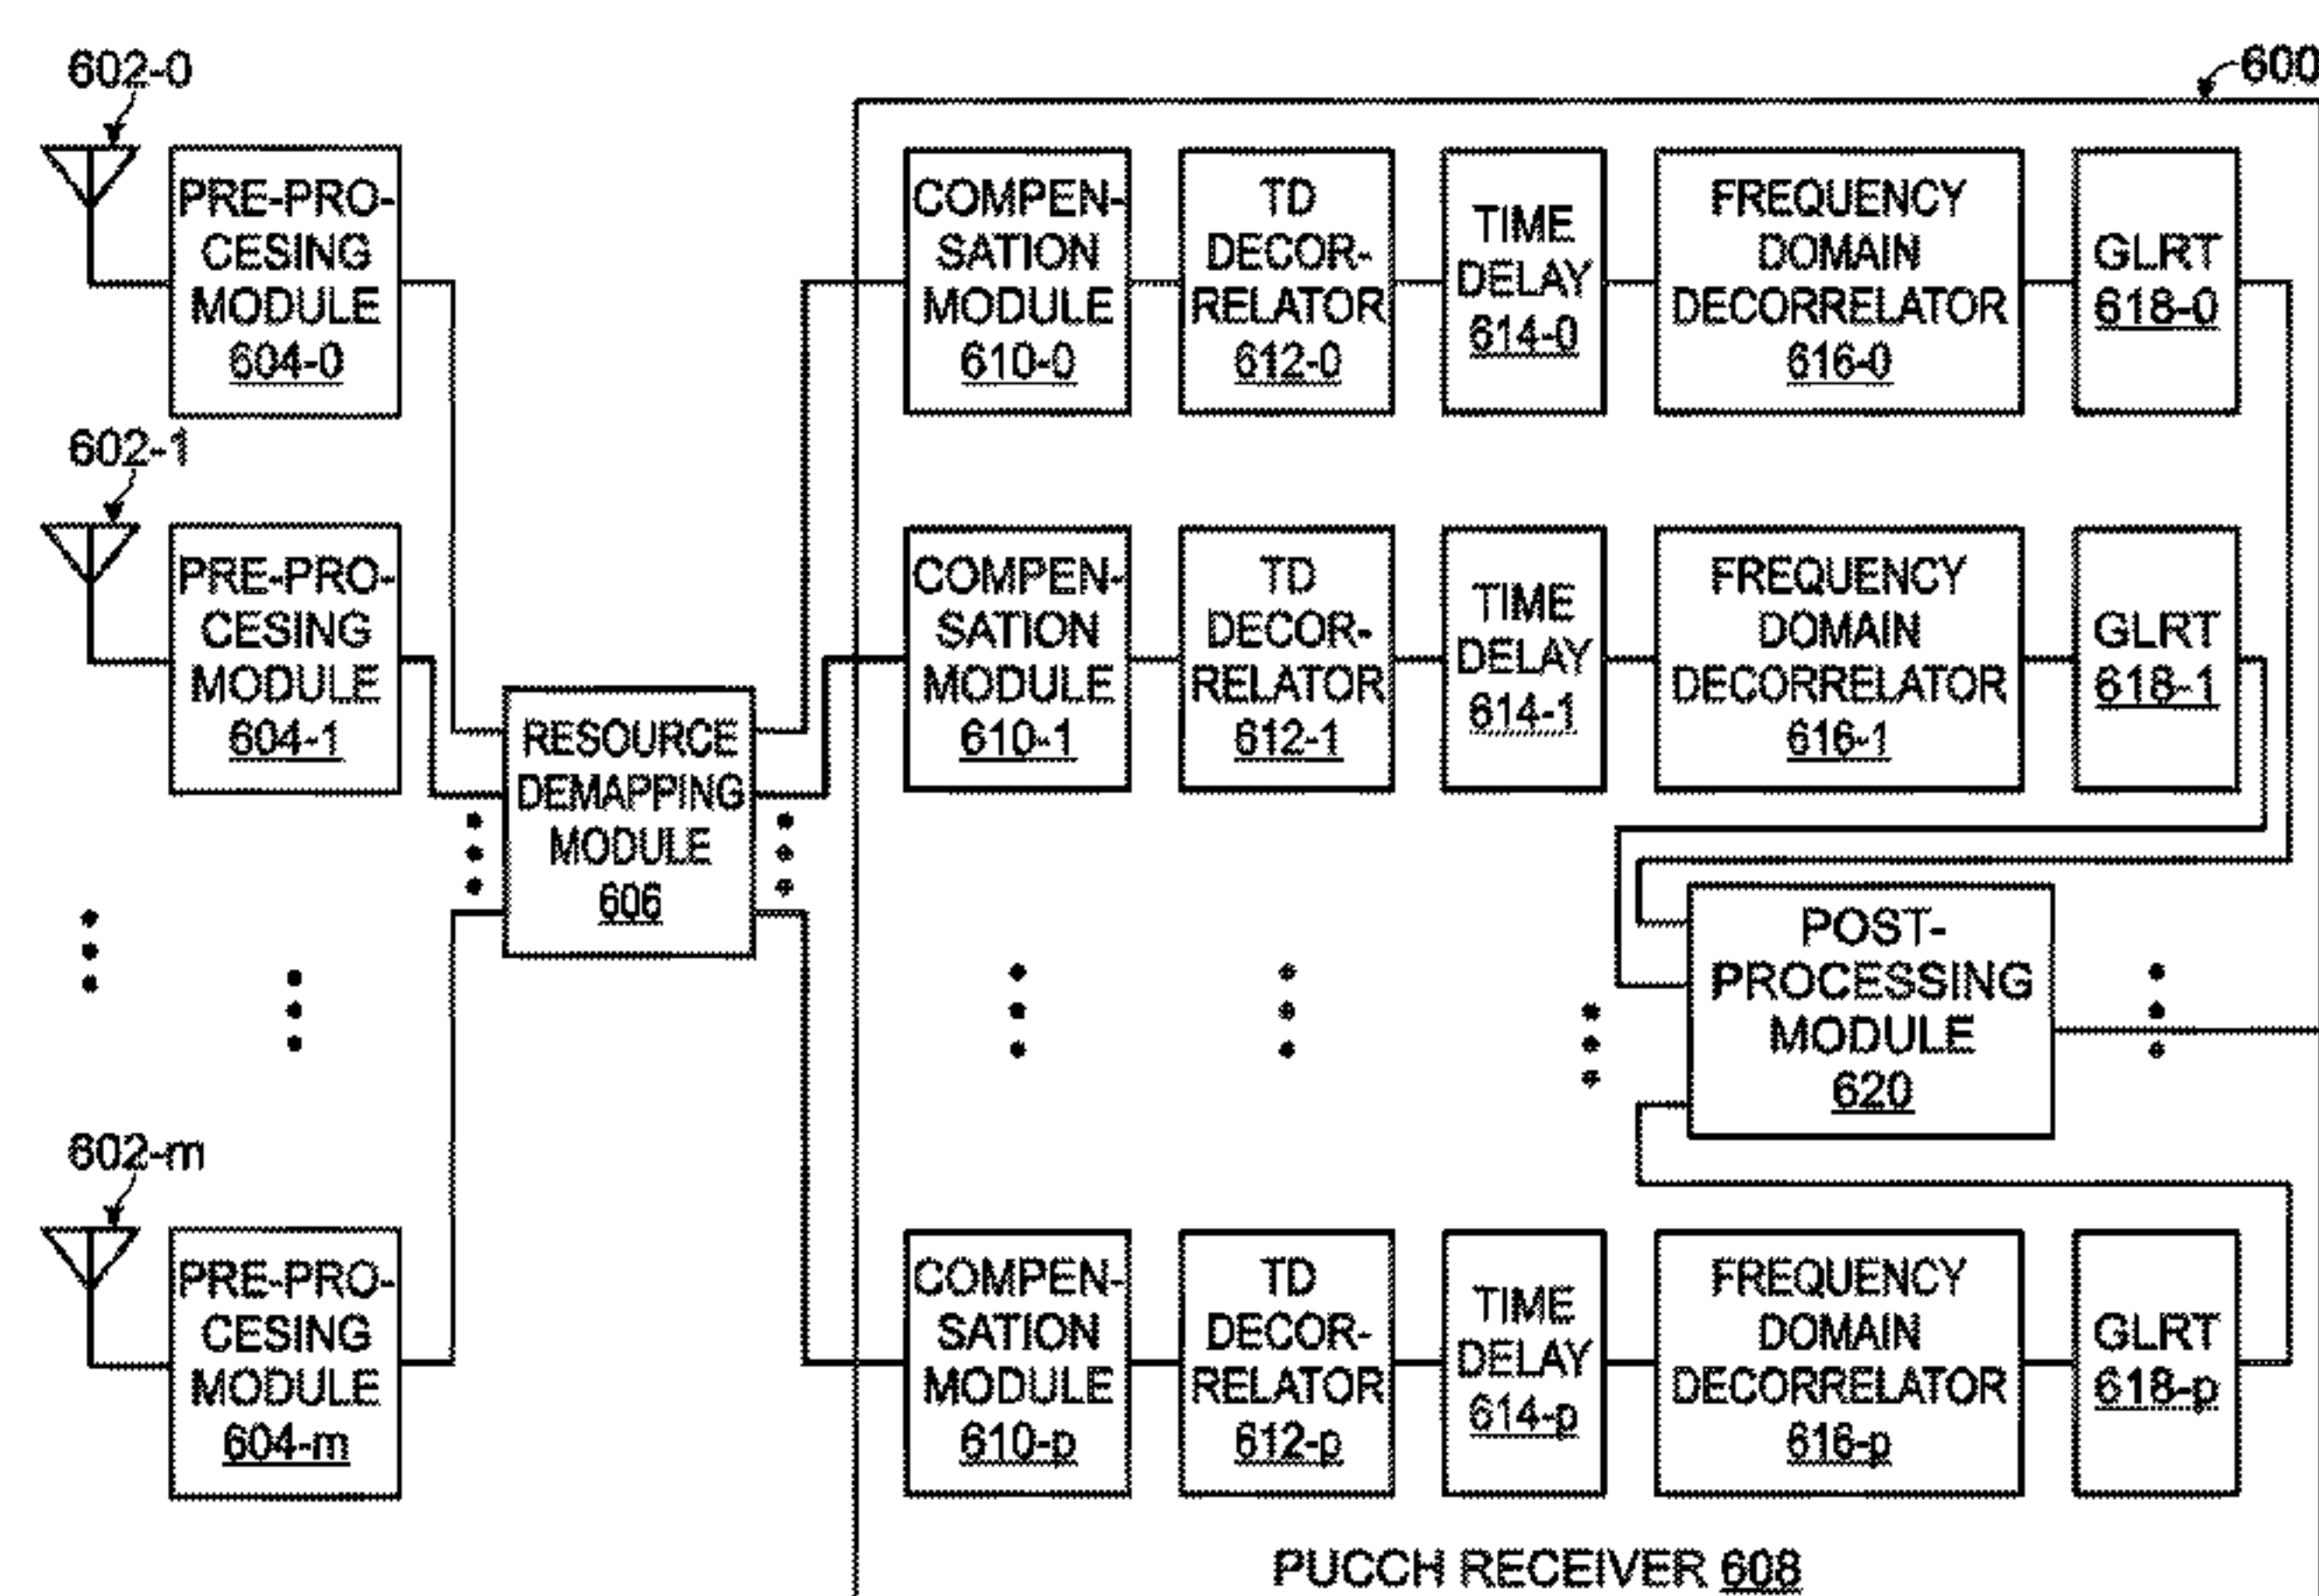 600
602-0
PRE-PRO-
CESING
MODULE
604-0
COMPEN-
SATION
MODULE
610-0
TD
DECOR-
RELATOR
612-0
TIME
DELAY
614-0
FREQUENCY
DOMAIN
DECORRELATOR
616-0
GLRT
618-0
602-1
PRE-PRO-
CESING
MODULE
604-1
COMPEN-
SATION
MODULE
610-1
TD
DECOR-
RELATOR
612-1
TIME
DELAY
614-1
FREQUENCY
DOMAIN
DECORRELATOR
616-1
GLRT
618-1
RESOURCE
DEMAPPING
MODULE
606
POST-
PROCESSING
MODULE
620
602-m
PRE-PRO-
CESING
MODULE
604-m
COMPEN-
SATION
MODULE
610-p
TD
DECOR-
RELATOR
612-p
TIME
DELAY
614-p
FREQUENCY
DOMAIN
DECORRELATOR
616-p
GLRT
618-p
PUCCH RECEIVER 608